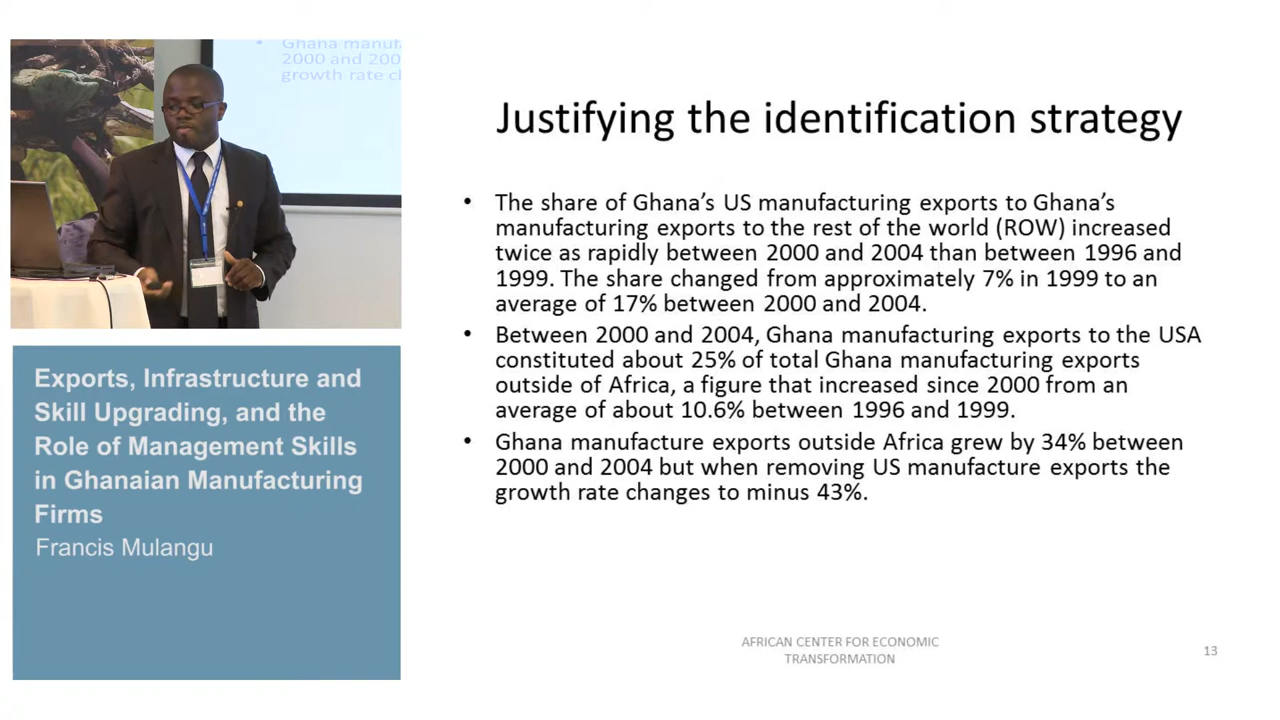 Ghana manufa
2000 and 200
growth rate c
Justifying the identification strategy
• The share of Ghana's US manufacturing exports to Ghana's
manufacturing exports to the rest of the world (ROW) increased
twice as rapidly between 2000 and 2004 than between 1996 and
1999. The share changed from approximately 7% in 1999 to an
average of 17% between 2000 and 2004.
• Between 2000 and 2004, Ghana manufacturing exports to the USA
constituted about 25% of total Ghana manufacturing exports
outside of Africa, a figure that increased since 2000 from an
average of about 10.6% between 1996 and 1999.
• Ghana manufacture exports outside Africa grew by 34% between
2000 and 2004 but when removing US manufacture exports the
growth rate changes to minus 43%.
Exports, Infrastructure and
Skill Upgrading, and the
Role of Management Skills
in Ghanaian Manufacturing
Firms
Francis Mulangu
AFRICAN CENTER FOR ECONOMIC
TRANSFORMATION
13